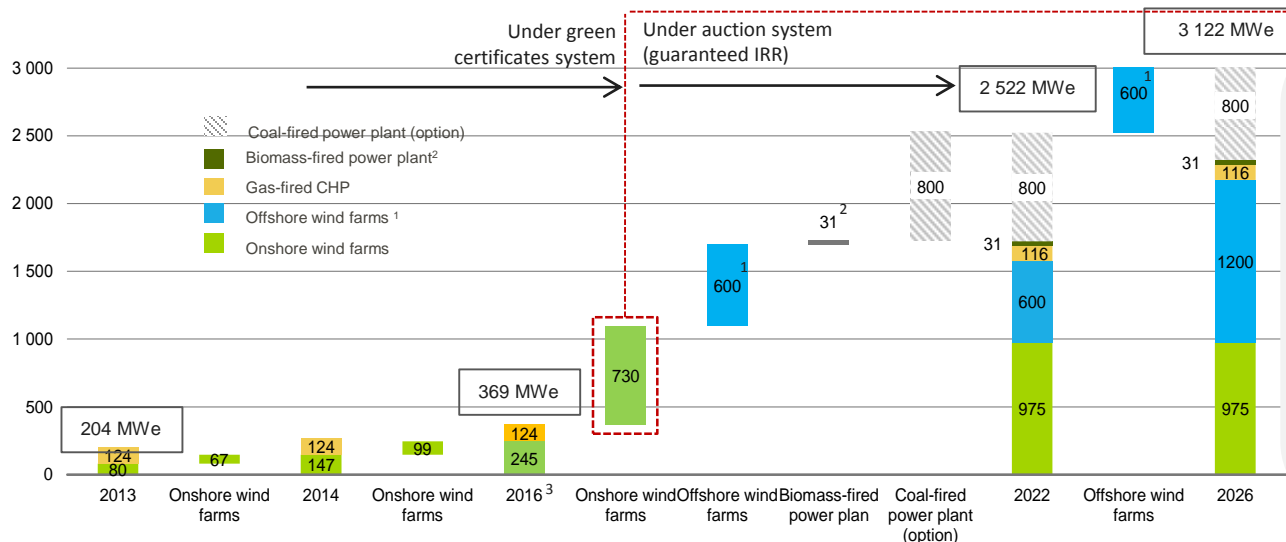 Under green
certificates system
Under auction system
(guaranteed IRR)
3 122 MWe
2 522 MWe
369 MWe
204 MWe
3 000
2 500
2 000
1 500
1 000
500
0
Coal-fired power plant (option)
Biomass-fired power plant²
Gas-fired CHP
Offshore wind farms ¹
Onshore wind farms
124
80
67
124
147
99
124
245
730
600 ¹
31 ²
800
800
31
116
600
975
600 ¹
800
31
116
1200
975
2013
Onshore wind
farms
2014
Onshore wind
farms
2016 ³
Onshore wind
farms
Offshore wind
farms
Biomass-fired
power plan
Coal-fired
power plant
(option)
2022
Offshore wind
farms
2026